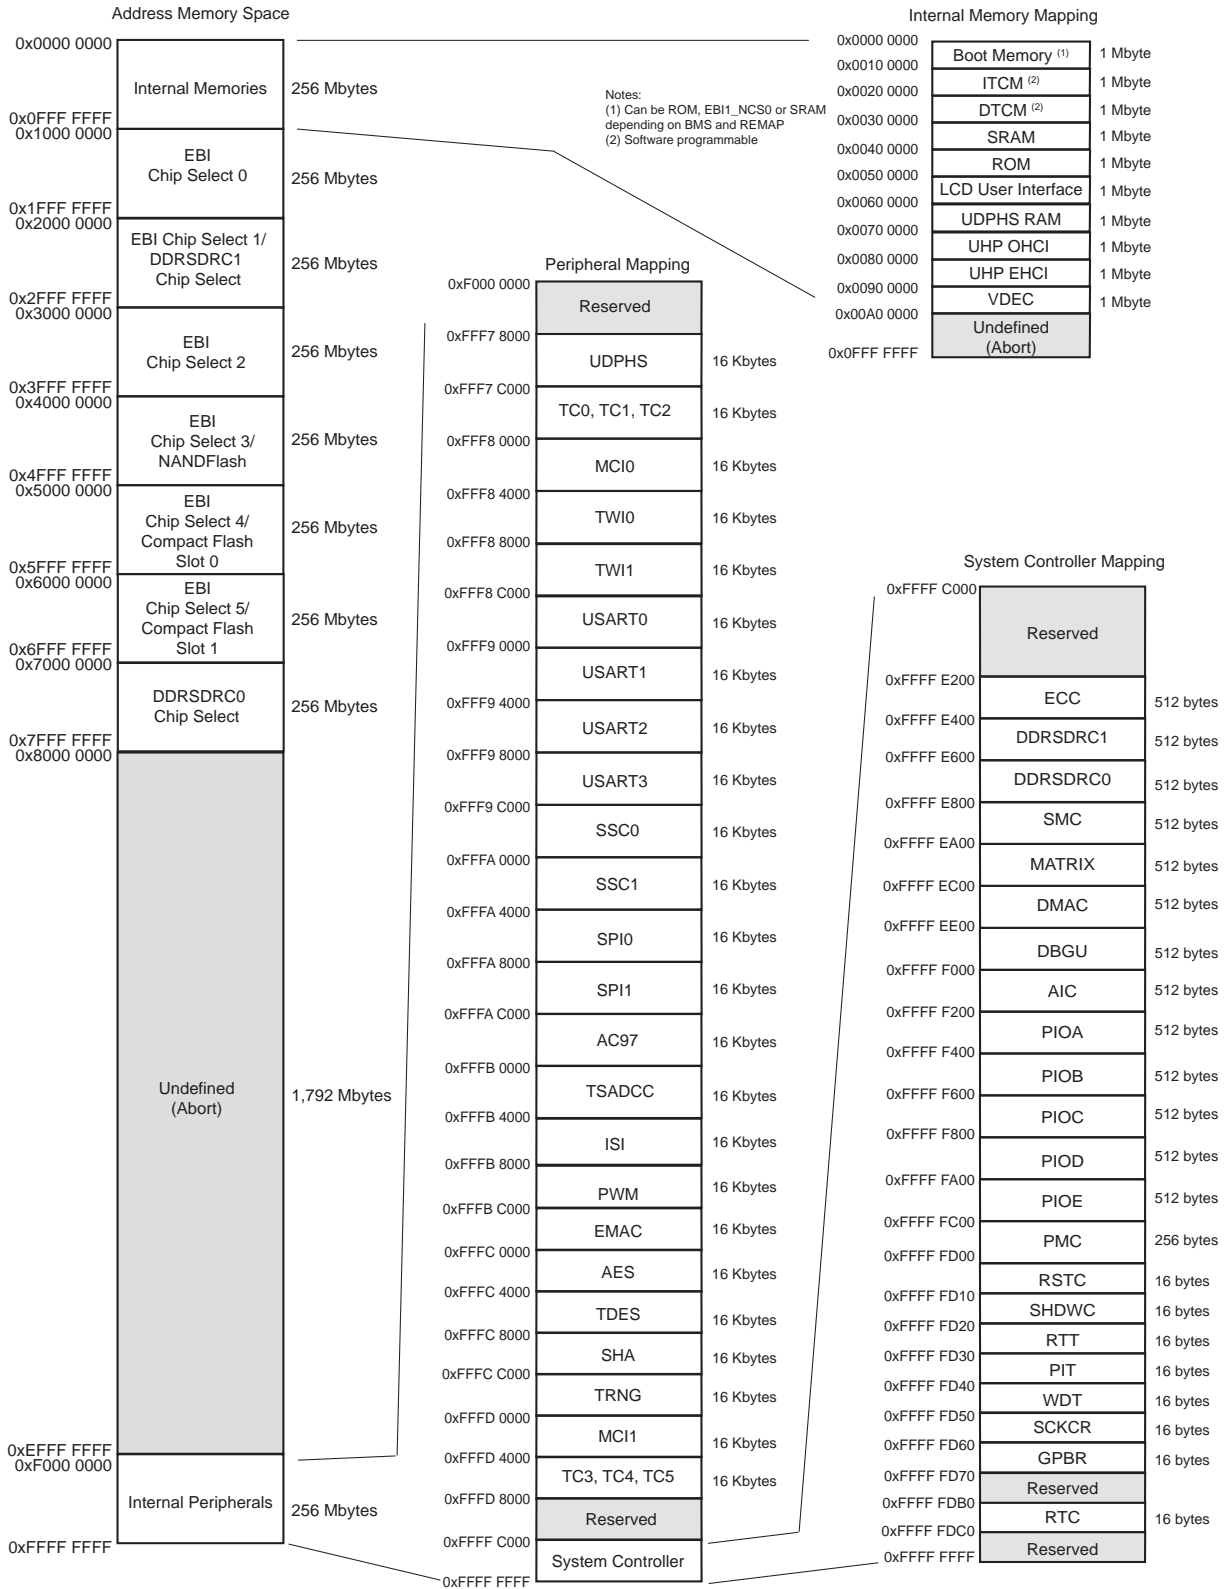 Address Memory Space
0x0000 0000
Internal Memories
256 Mbytes
0x0FFF FFFF
0x1000 0000
EBI
Chip Select 0
256 Mbytes
0x1FFF FFFF
0x2000 0000
EBI Chip Select 1/
DDRSDRC1
Chip Select
256 Mbytes
0x2FFF FFFF
0x3000 0000
EBI
Chip Select 2
256 Mbytes
0x3FFF FFFF
0x4000 0000
EBI
Chip Select 3/
NANDFlash
256 Mbytes
0x4FFF FFFF
0x5000 0000
EBI
Chip Select 4/
Compact Flash
Slot 0
256 Mbytes
0x5FFF FFFF
0x6000 0000
EBI
Chip Select 5/
Compact Flash
Slot 1
256 Mbytes
0x6FFF FFFF
0x7000 0000
DDRSDRC0
Chip Select
256 Mbytes
0x7FFF FFFF
0x8000 0000
Undefined
(Abort)
1,792 Mbytes
0xEFFF FFFF
0xF000 0000
Internal Peripherals
256 Mbytes
0xFFFF FFFF
Notes:
(1) Can be ROM, EBI1_NCS0 or SRAM
depending on BMS and REMAP
(2) Software programmable
Internal Memory Mapping
0x0000 0000
Boot Memory (1)
1 Mbyte
0x0010 0000
ITCM (2)
1 Mbyte
0x0020 0000
DTCM (2)
1 Mbyte
0x0030 0000
SRAM
1 Mbyte
0x0040 0000
ROM
1 Mbyte
0x0050 0000
LCD User Interface
1 Mbyte
0x0060 0000
UDPHS RAM
1 Mbyte
0x0070 0000
UHP OHCI
1 Mbyte
0x0080 0000
UHP EHCI
1 Mbyte
0x0090 0000
VDEC
1 Mbyte
0x00A0 0000
Undefined
(Abort)
0x0FFF FFFF
Peripheral Mapping
0xF000 0000
Reserved
0xFFF7 8000
UDPHS
16 Kbytes
0xFFF7 C000
TC0, TC1, TC2
16 Kbytes
0xFFF8 0000
MCI0
16 Kbytes
0xFFF8 4000
TWI0
16 Kbytes
0xFFF8 8000
TWI1
16 Kbytes
0xFFF8 C000
USART0
16 Kbytes
0xFFF9 0000
USART1
16 Kbytes
0xFFF9 4000
USART2
16 Kbytes
0xFFF9 8000
USART3
16 Kbytes
0xFFF9 C000
SSC0
16 Kbytes
0xFFFA 0000
SSC1
16 Kbytes
0xFFFA 4000
SPI0
16 Kbytes
0xFFFA 8000
SPI1
16 Kbytes
0xFFFA C000
AC97
16 Kbytes
0xFFFB 0000
TSADCC
16 Kbytes
0xFFFB 4000
ISI
16 Kbytes
0xFFFB 8000
PWM
16 Kbytes
0xFFFB C000
EMAC
16 Kbytes
0xFFFC 0000
AES
16 Kbytes
0xFFFC 4000
TDES
16 Kbytes
0xFFFC 8000
SHA
16 Kbytes
0xFFFC C000
TRNG
16 Kbytes
0xFFFD 0000
MCI1
16 Kbytes
0xFFFD 4000
TC3, TC4, TC5
16 Kbytes
0xFFFD 8000
Reserved
0xFFFF C000
System Controller
0xFFFF FFFF
System Controller Mapping
0xFFFF C000
Reserved
0xFFFF E200
ECC
512 bytes
0xFFFF E400
DDRSDRC1
512 bytes
0xFFFF E600
DDRSDRC0
512 bytes
0xFFFF E800
SMC
512 bytes
0xFFFF EA00
MATRIX
512 bytes
0xFFFF EC00
DMAC
512 bytes
0xFFFF EE00
DBGU
512 bytes
0xFFFF F000
AIC
512 bytes
0xFFFF F200
PIOA
512 bytes
0xFFFF F400
PIOB
512 bytes
0xFFFF F600
PIOC
512 bytes
0xFFFF F800
PIOD
512 bytes
0xFFFF FA00
PIOE
512 bytes
0xFFFF FC00
PMC
256 bytes
0xFFFF FD00
RSTC
16 bytes
0xFFFF FD10
SHDWC
16 bytes
0xFFFF FD20
RTT
16 bytes
0xFFFF FD30
PIT
16 bytes
0xFFFF FD40
WDT
16 bytes
0xFFFF FD50
SCKCR
16 bytes
0xFFFF FD60
GPBR
16 bytes
0xFFFF FD70
Reserved
0xFFFF FDB0
RTC
16 bytes
0xFFFF FDC0
Reserved
0xFFFF FFFF